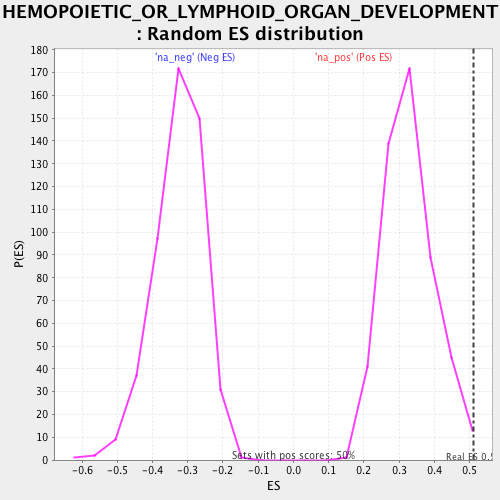 HEMOPOIETIC_OR_LYMPHOID_ORGAN_DEVELOPMENT
: Random ES distribution
'na_neg' (Neg ES)
'na_pos' (Pos ES)
180
170
160
150
140
130
120
110
100
90
80
70
60
50
40
30
20
10
0
P(ES)
Sets with pos scores: 50%
Real ES 0.5
-0.6 -0.5 -0.4 -0.3 -0.2 -0.1 0.0 0.1 0.2 0.3 0.4 0.5
ES